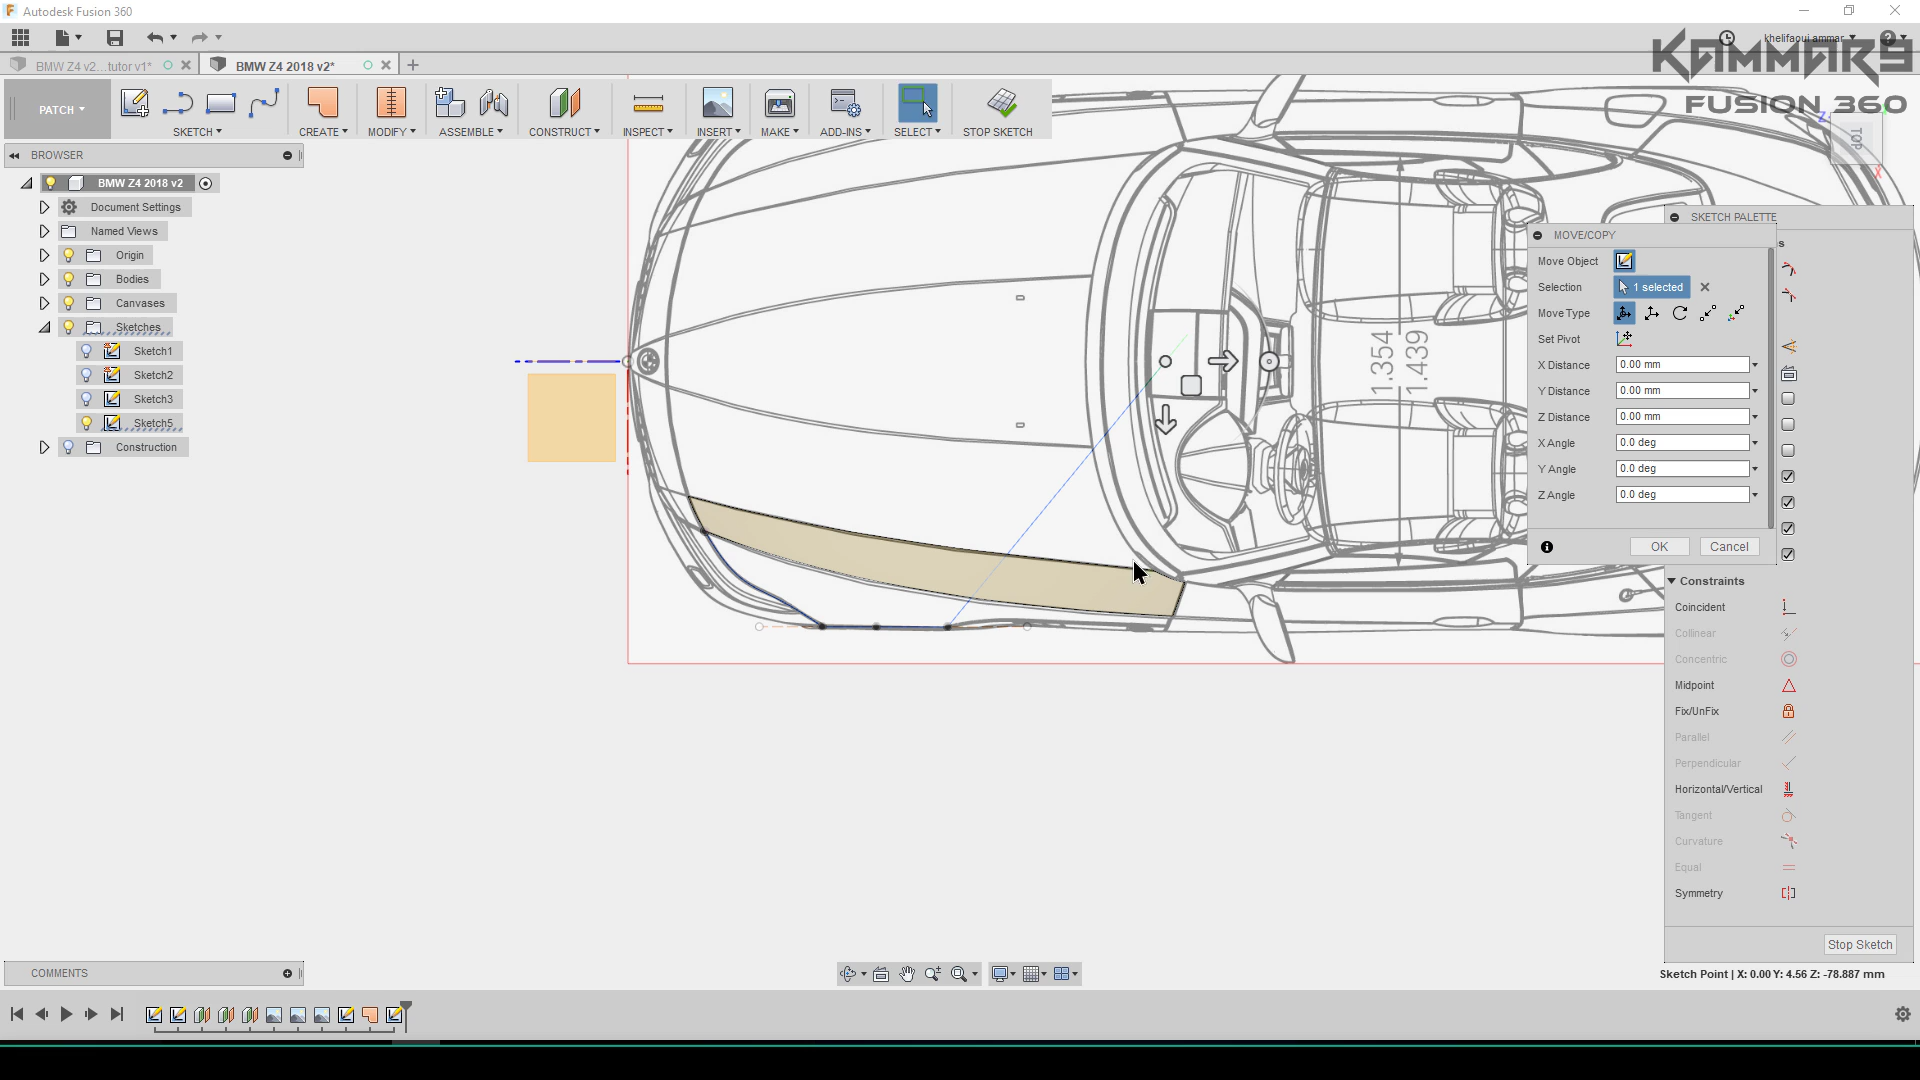 Autodesk Fusion 360
BMW Z4 v2...tutor v1*
BMW Z4 2018 v2*
khelifaoui ammar
KAMMAR9
FUSION 360
PATCH
SKETCH
CREATE
MODIFY
ASSEMBLE
CONSTRUCT
INSPECT
INSERT
MAKE
ADD-INS
SELECT
STOP SKETCH
Z
TOP
X
BROWSER
BMW Z4 2018 v2
Document Settings
Named Views
Origin
Bodies
Canvases
Sketches
Sketch1
Sketch2
Sketch3
Sketch5
Construction
1.354
1.439
SKETCH PALETTE
s
MOVE/COPY
Move Object
Selection
1 selected
Move Type
Set Pivot
X Distance
0.00 mm
Y Distance
0.00 mm
Z Distance
0.00 mm
X Angle
0.0 deg
Y Angle
0.0 deg
Z Angle
0.0 deg
OK
Cancel
Constraints
Coincident
Collinear
Concentric
Midpoint
Fix/UnFix
Parallel
Perpendicular
Horizontal/Vertical
Tangent
Curvature
Equal
Symmetry
Stop Sketch
COMMENTS
Sketch Point | X: 0.00 Y: 4.56 Z: -78.887 mm